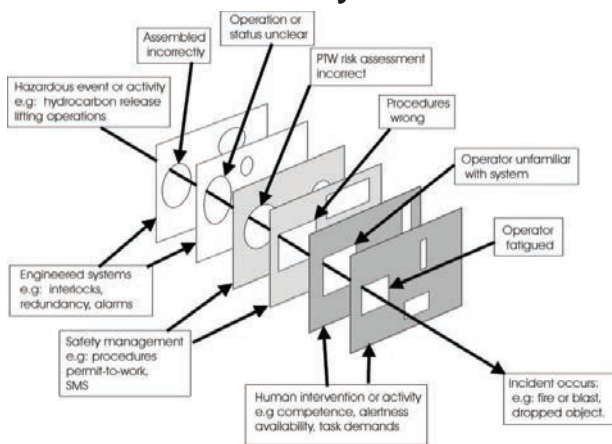 Operation or
status unclear
Assembled
incorrectly
PTW risk assessment
incorrect
Hazardous event or activity
e.g: hydrocarbon release
lifting operations
Procedures
wrong
Operator unfamiliar
with system
Operator
fatigued
Engineered systems
e.g: interlocks,
redundancy, alarms
Safety management
e.g: procedures
permit-to-work,
SMS
Human intervention or activity
e.g competence, alertness
availability, task demands
Incident occurs:
e.g: fire or blast,
dropped object.